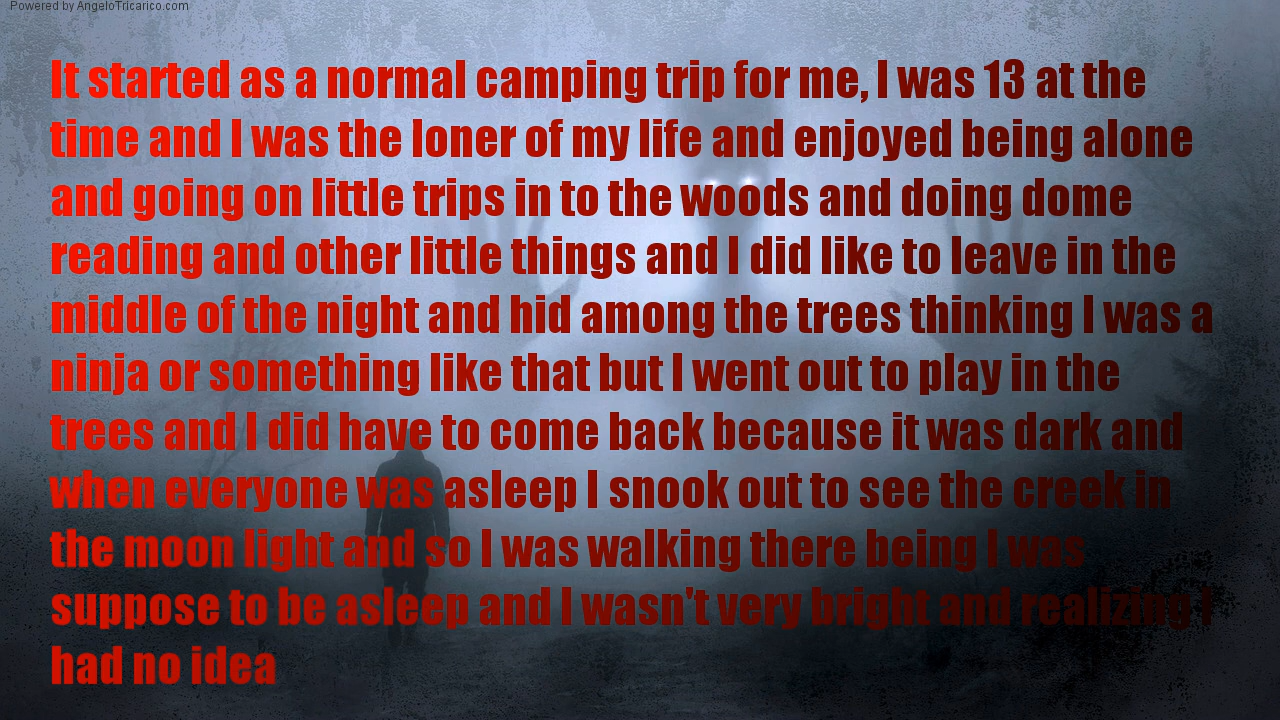 Powered by AngeloTricarico.com
It started as a normal camping trip for me, I was 13 at the
time and I was the loner of my life and enjoyed being alone
and going on little trips in to the woods and doing dome
reading and other little things and I did like to leave in the
middle of the night and hid among the trees thinking I was a
ninja or something like that but I went out to play in the
trees and I did have to come back because it was dark and
when everyone was asleep I snook out to see the creek in
the moon light and so I was walking there being I was
suppose to be asleep and I wasn't very bright and realizing I
had no idea